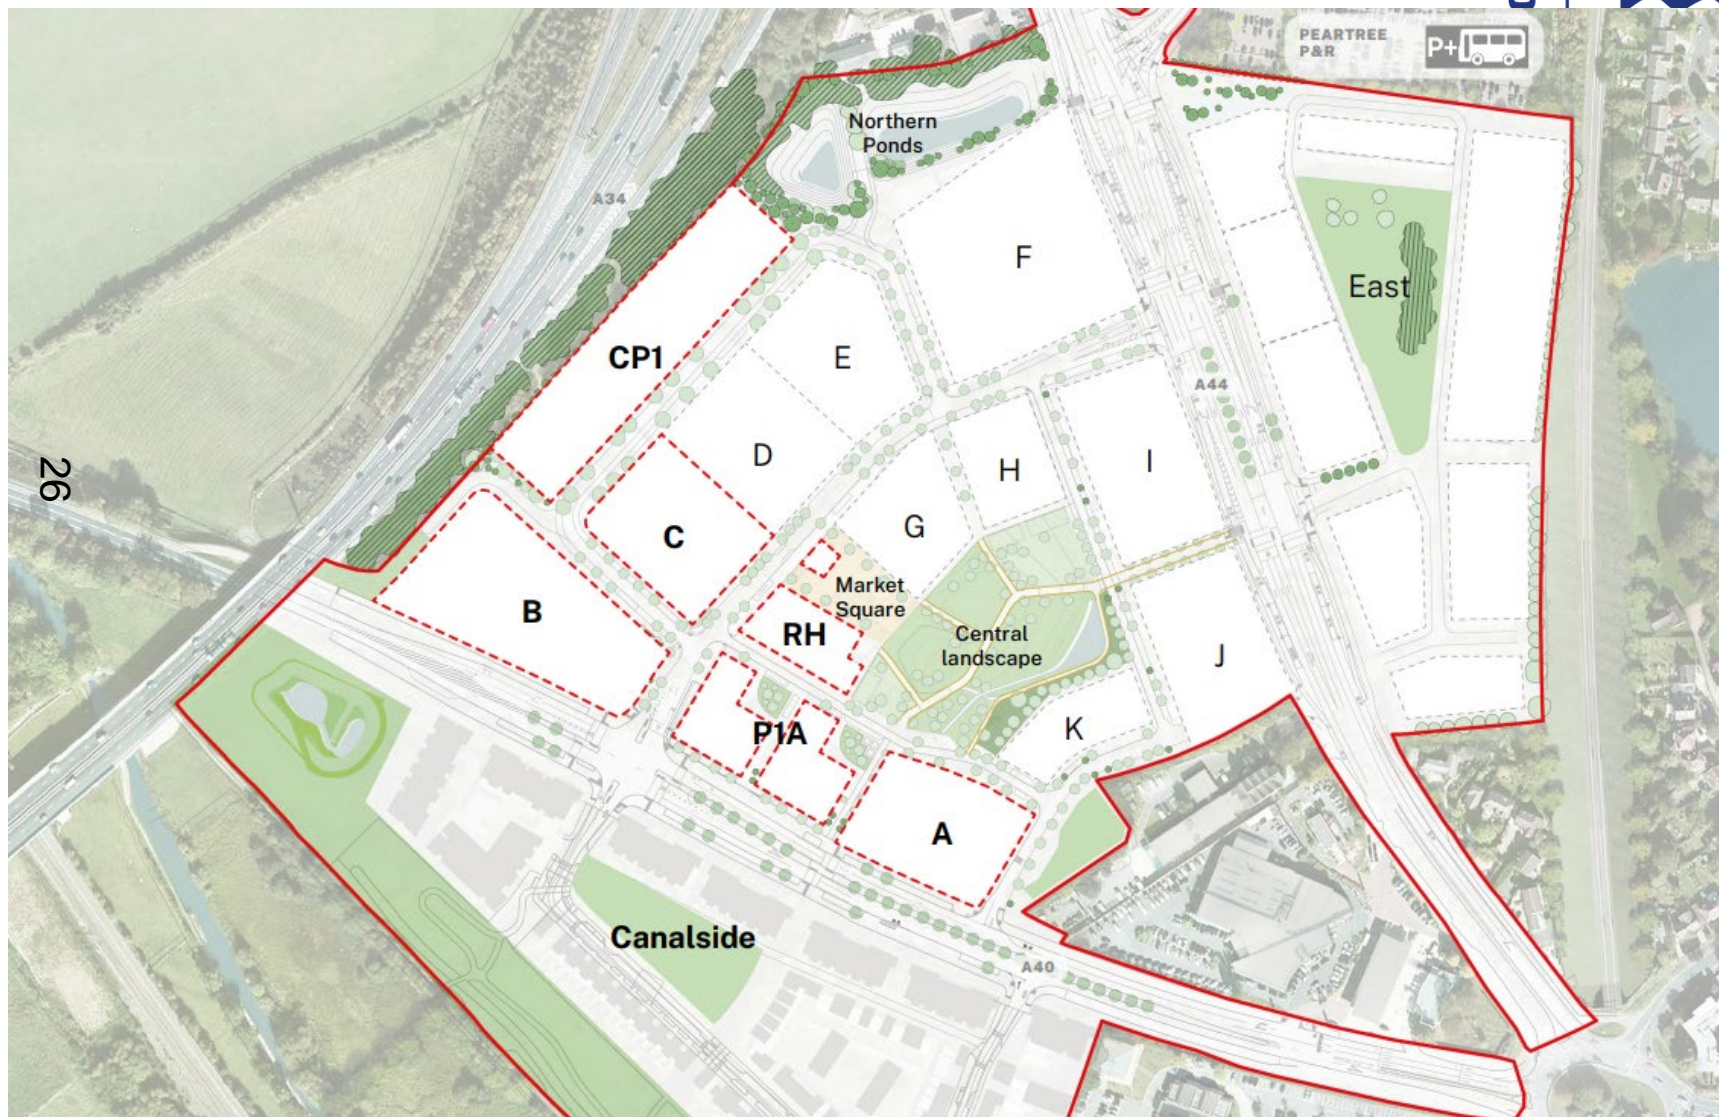 PEARTREE
P&R
P+
Northern
Ponds
A34
F
East
CP1
E
A44
D
H
I
G
C
26
Market
Square
B
RH
Central
landscape
J
P1A
K
A
Canalside
A40